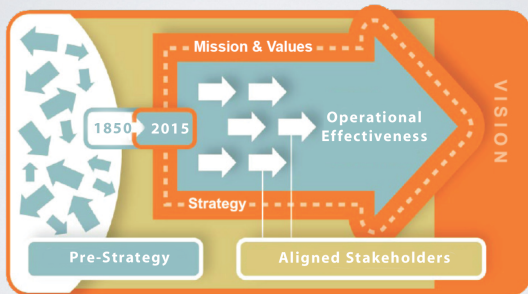 Mission & Values
1850
2015
Operational
Effectiveness
VISION
Strategy
Pre-Strategy
Aligned Stakeholders